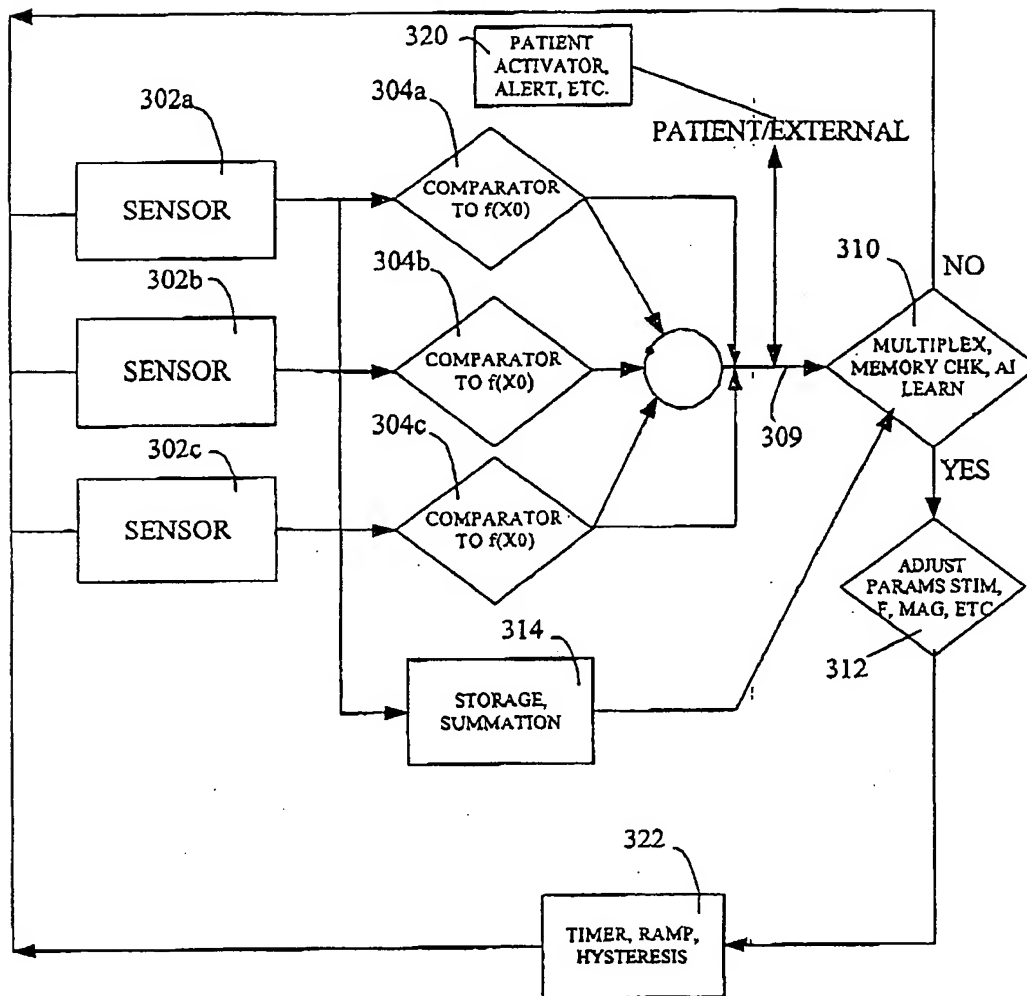 320
PATIENT
ACTIVATOR,
ALERT, ETC.
302a
304a
PATIENT/EXTERNAL
SENSOR
COMPARATOR
TO f(X0)
302b
304b
310
NO
SENSOR
COMPARATOR
TO f(X0)
MULTIPLEX,
MEMORY CHK, AI
LEARN
309
302c
304c
YES
SENSOR
COMPARATOR
TO f(X0)
ADJUST
PARAMS STIM,
F, MAG, ETC
312
314
STORAGE,
SUMMATION
322
TIMER, RAMP,
HYSTERESIS